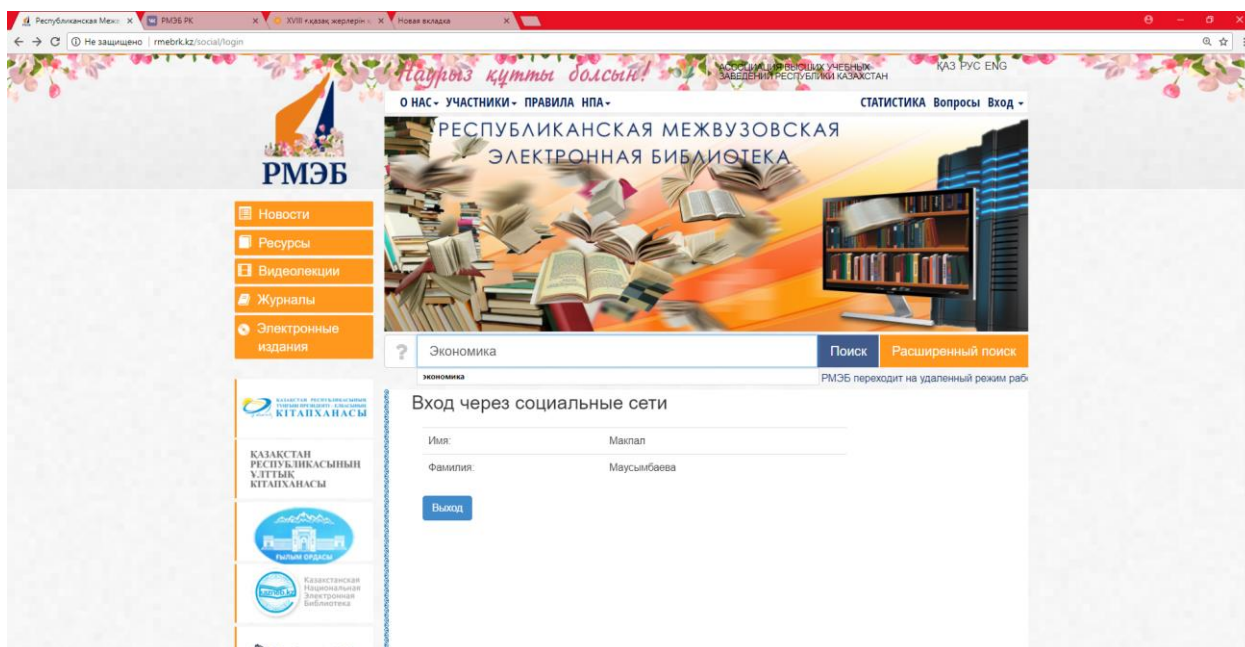 Республиканская Меж
РМЭБ РК
XVIII ғ.қазақ жерлерін
Новая вкладка
Не защищено | rmebrk.kz/social/login
Наурыз құтты болсын!
АССОЦИАЦИЯ ВЫСШИХ УЧЕБНЫХ
ЗАВЕДЕНИЙ РЕСПУБЛИКИ КАЗАХСТАН
ҚАЗ РУС ENG
О НАС УЧАСТНИКИ ПРАВИЛА НПА
СТАТИСТИКА Вопросы Вход
РЕСПУБЛИКАНСКАЯ МЕЖВУЗОВСКАЯ
ЭЛЕКТРОННАЯ БИБЛИОТЕКА
РМЭБ
Новости
Ресурсы
Видеолекции
Журналы
Электронные
издания
?
Экономика
Поиск
Расширенный поиск
экономика
РМЭБ переходит на удаленный режим раб
Вход через социальные сети
Имя: Макпал
Фамилия: Маусымбаева
Выход
КІТАПХАНАСЫ
ҚАЗАҚСТАН
РЕСПУБЛИКАСЫНЫҢ
ҰЛТТЫҚ
КІТАПХАНАСЫ
ҒЫЛЫМ ОРДАСЫ
Казахстанская
Национальная
Электронная
Библиотека